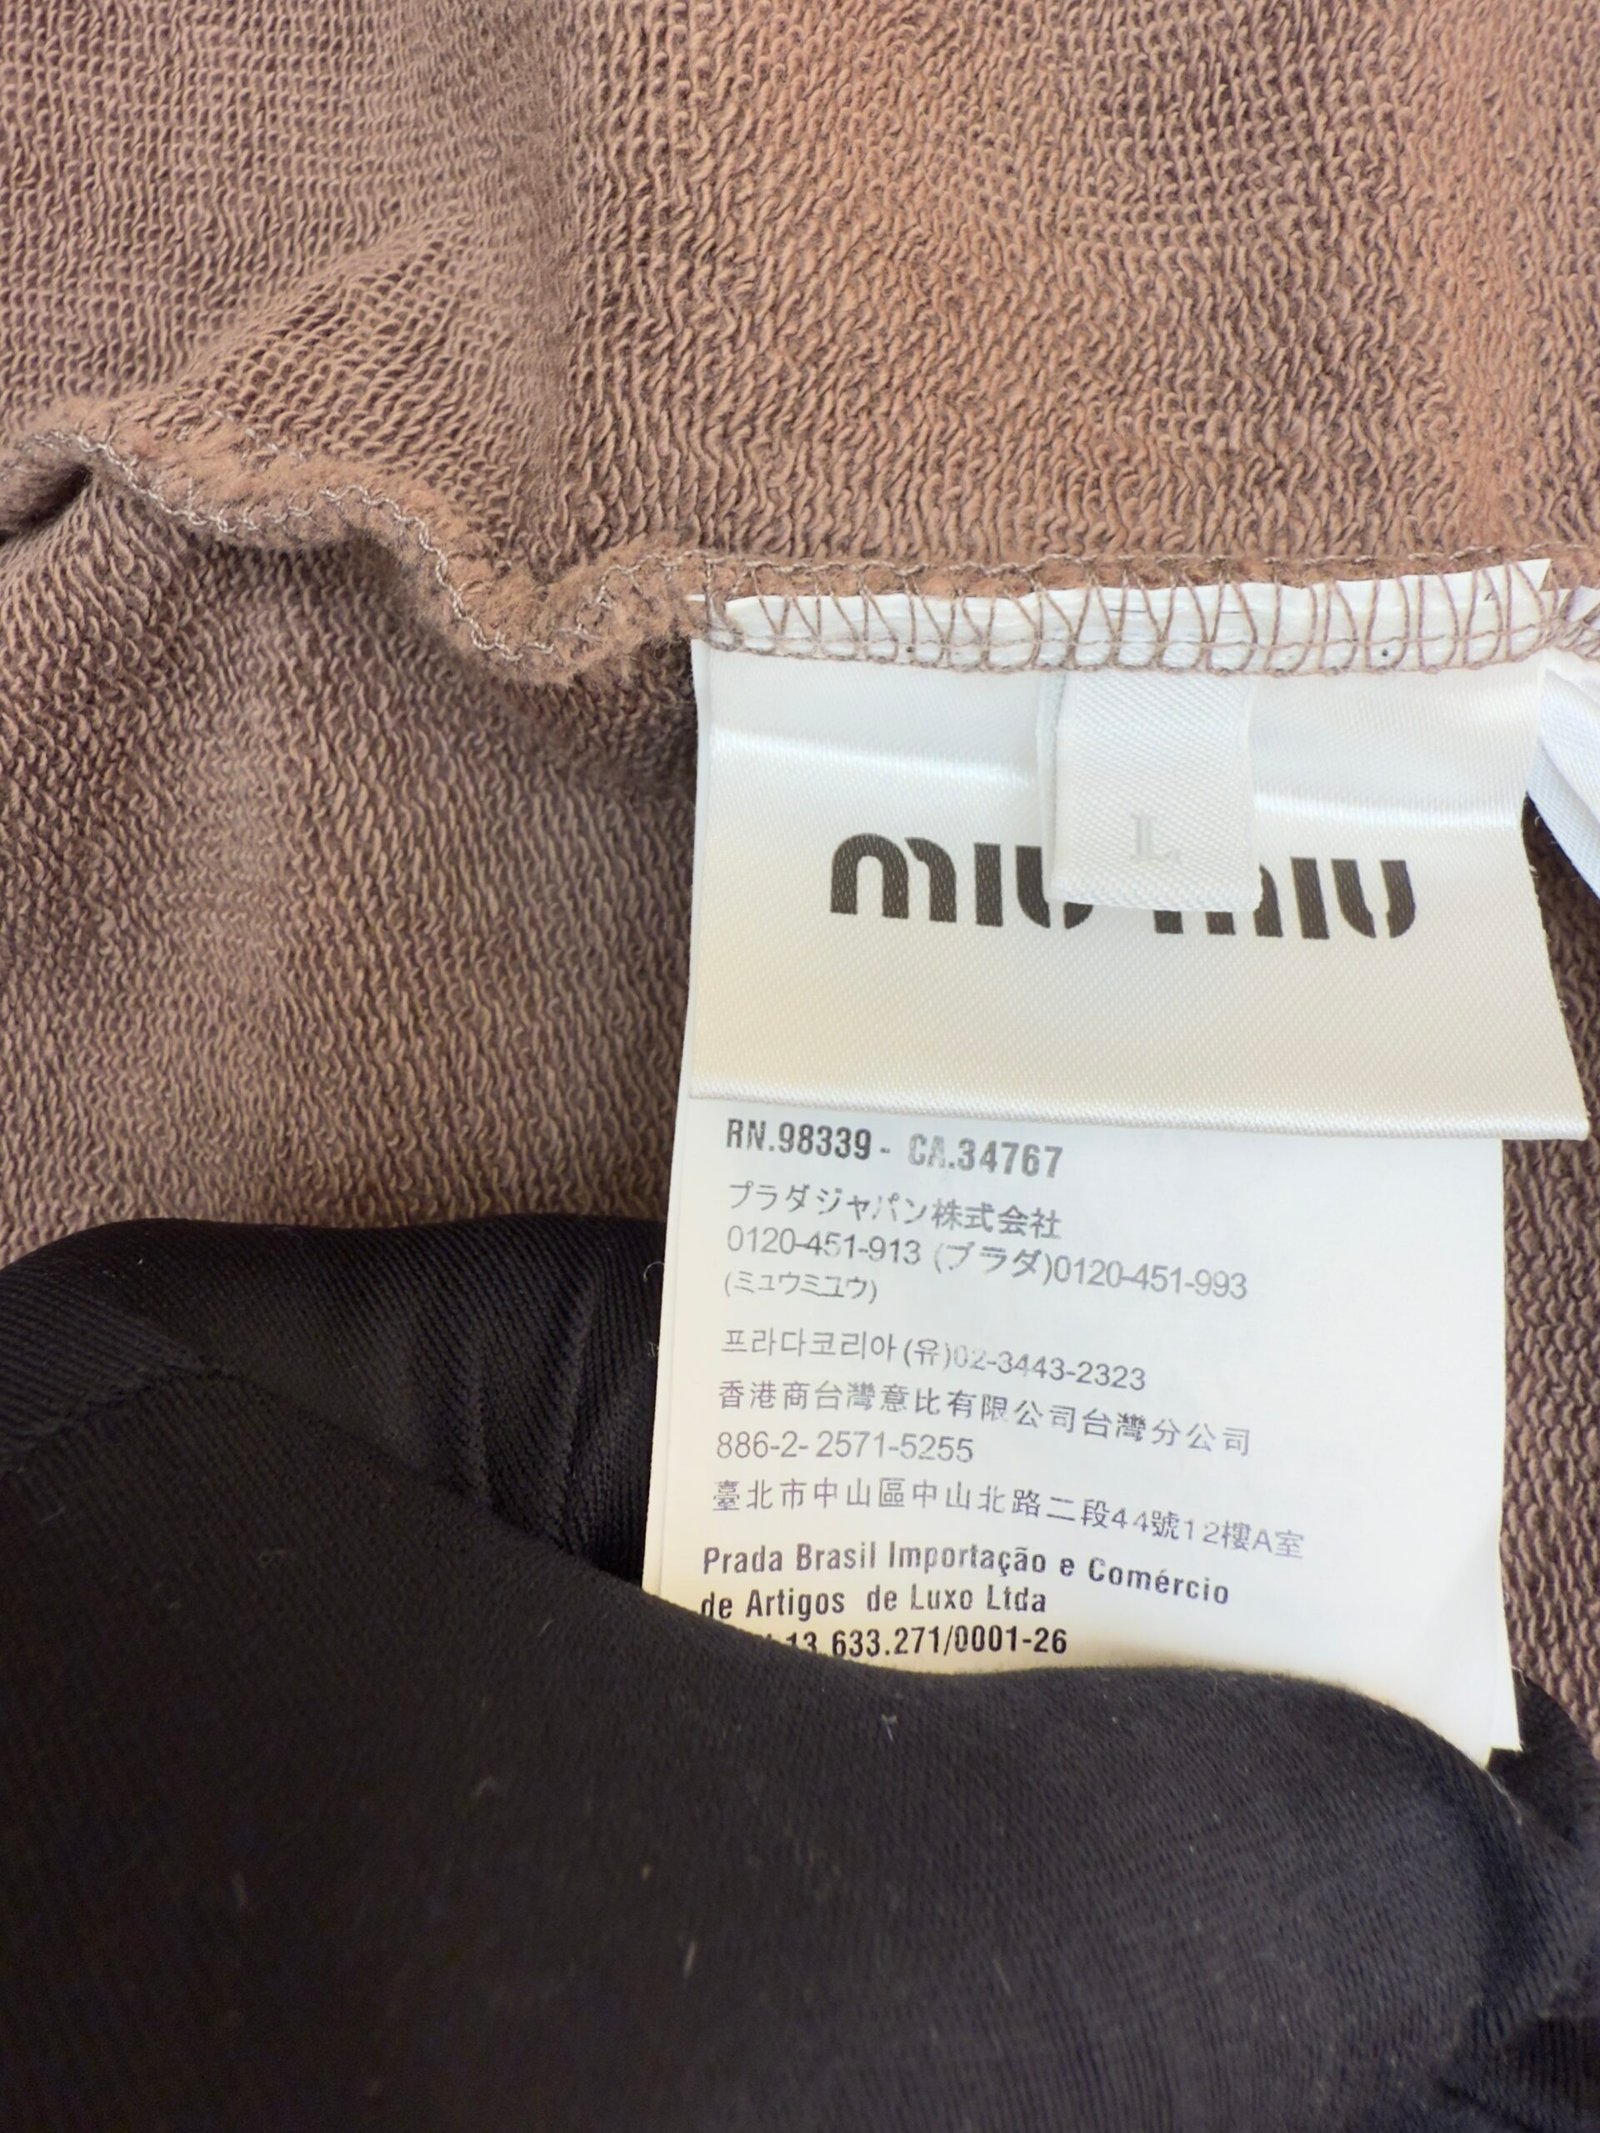 L
miu miu
RN.98339 - CA.34767
プラダジャパン株式会社
0120-451-913 (プラダ)0120-451-993
(ミュウミュウ)
프라다코리아(유)02-3443-2323
香港商台灣意比有限公司台灣分公司
886-2-2571-5255
臺北市中山區中山北路二段44號12樓A室
Prada Brasil Importação e Comércio
de Artigos de Luxo Ltda
13.633.271/0001-26